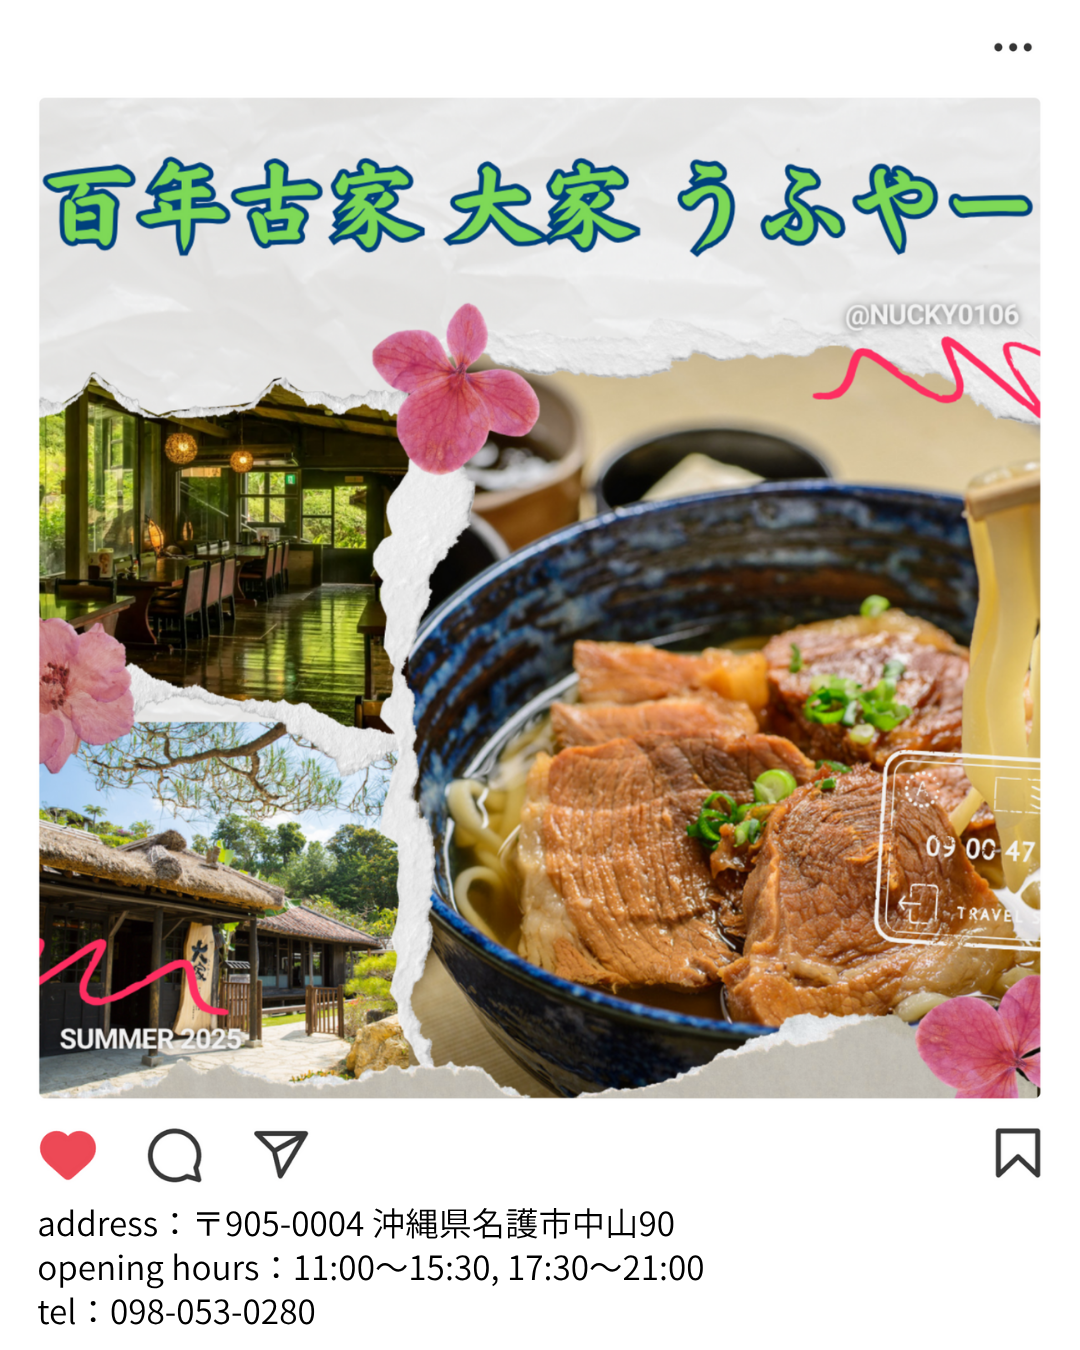 百年古家 大家 うふやー
@NUCKY0106
大家
09 00 47
TRAVEL
SUMMER 2025
address：〒905-0004 沖縄県名護市中山90
opening hours：11:00～15:30, 17:30～21:00
tel：098-053-0280